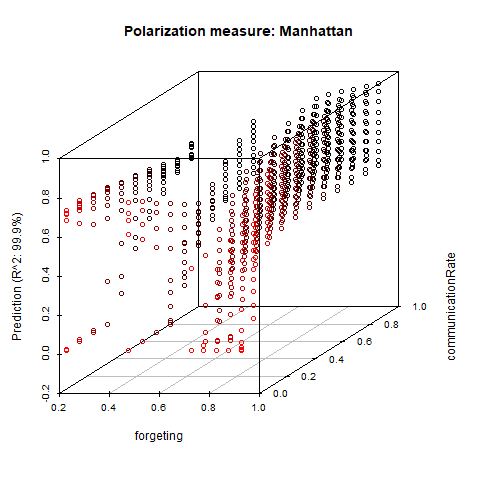 Polarization measure: Manhattan
Prediction (R^2: 99.9%)
1.0
0.8
0.6
0.4
0.2
0.0
-0.2
0.2 0.4 0.6 0.8 1.0
forgeting
0.0
0.2
0.4
0.6
0.8
1.0
communicationRate